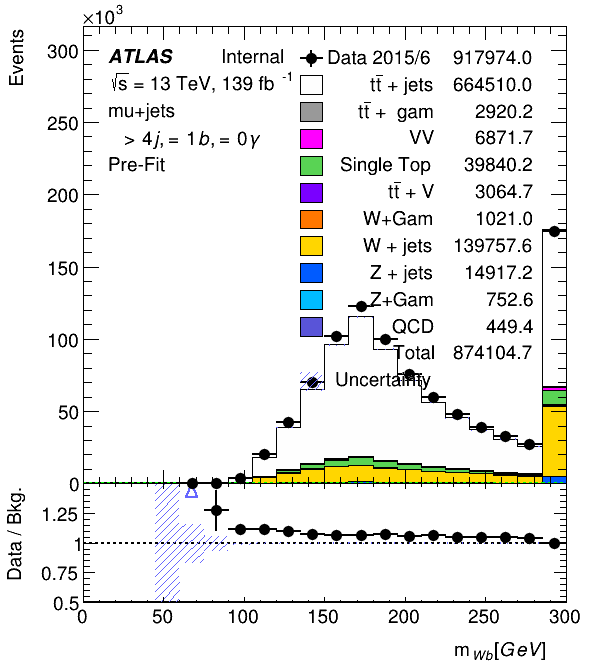 ×10³
Events
300
250
200
150
100
50
0
ATLAS Internal
√s = 13 TeV, 139 fb⁻¹
mu+jets
> 4j, = 1b, = 0γ
Pre-Fit
Data 2015/6 917974.0
tt̄ + jets 664510.0
tt̄ + gam 2920.2
VV 6871.7
Single Top 39840.2
tt̄ + V 3064.7
W+Gam 1021.0
W + jets 139757.6
Z + jets 14917.2
Z+Gam 752.6
QCD 449.4
Total 874104.7
Uncertainty
Data / Bkg.
1.25
1
0.75
0.5
0 50 100 150 200 250 300
m_Wb[GeV]